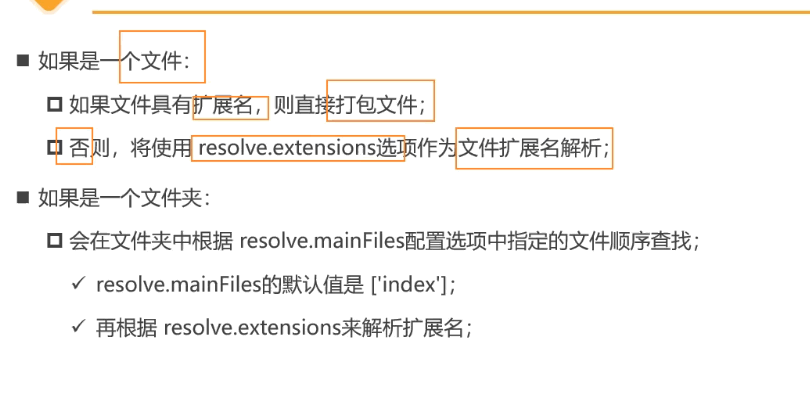 如果是一个文件：
如果文件具有扩展名，则直接打包文件；
否则，将使用 resolve.extensions选项作为文件扩展名解析；
如果是一个文件夹：
会在文件夹中根据 resolve.mainFiles配置选项中指定的文件顺序查找；
resolve.mainFiles的默认值是 ['index']；
再根据 resolve.extensions来解析扩展名；